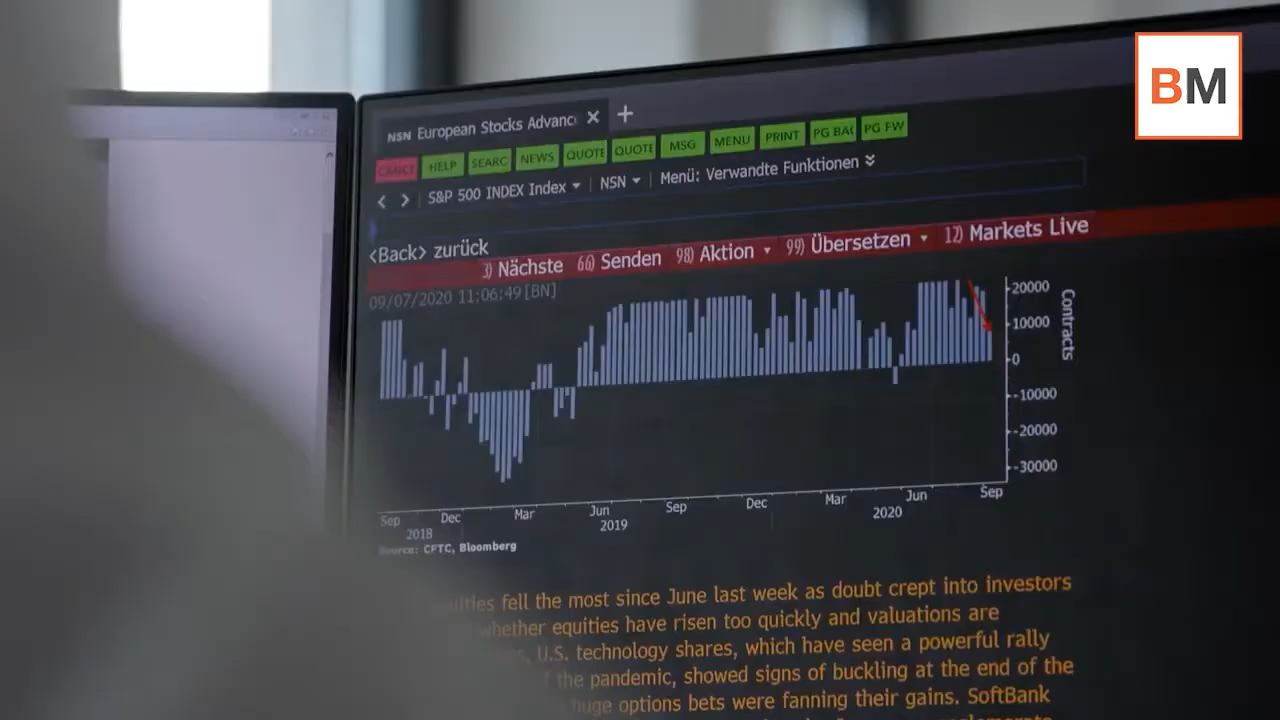 BM
NSN European Stocks Advanc × +
CANCE HELP SEARC NEWS QUOTE QUOTE MSG MENU PRINT PG BAC PG FW
< > S&P 500 INDEX Index NSN Menü: Verwandte Funktionen
<Back> zurück
3) Nächste 66) Senden 98) Aktion 99) Übersetzen 12) Markets Live
09/07/2020 11:06:49 [BN]
20000
10000
0
-10000
-20000
-30000
Contracts
Sep Dec Mar Jun Sep Dec Mar Jun Sep
2018 2019 2020
Source: CFTC, Bloomberg
fell the most since June last week as doubt crept into investors
whether equities have risen too quickly and valuations are
U.S. technology shares, which have seen a powerful rally
the pandemic, showed signs of buckling at the end of the
huge options bets were fanning their gains. SoftBank